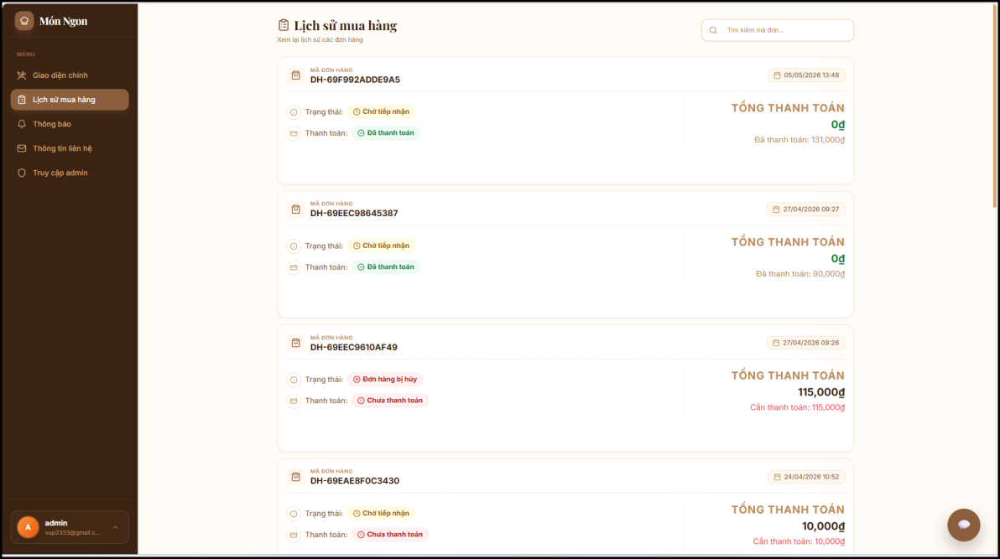 Món Ngon
MENU
Giao diện chính
Lịch sử mua hàng
Thông báo
Thông tin liên hệ
Truy cập admin
A
admin
vup2333@gmail.c...
Lịch sử mua hàng
Xem lại lịch sử các đơn hàng
Tìm kiếm mã đơn...
MÃ ĐƠN HÀNG
DH-69F992ADDE9A5
05/05/2026 13:48
Trạng thái: Chờ tiếp nhận
Thanh toán: Đã thanh toán
TỔNG THANH TOÁN
0₫
Đã thanh toán: 131,000₫
MÃ ĐƠN HÀNG
DH-69EEC98645387
27/04/2026 09:27
Trạng thái: Chờ tiếp nhận
Thanh toán: Đã thanh toán
TỔNG THANH TOÁN
0₫
Đã thanh toán: 90,000₫
MÃ ĐƠN HÀNG
DH-69EEC9610AF49
27/04/2026 09:26
Trạng thái: Đơn hàng bị hủy
Thanh toán: Chưa thanh toán
TỔNG THANH TOÁN
115,000₫
Cần thanh toán: 115,000₫
MÃ ĐƠN HÀNG
DH-69EAE8F0C3430
24/04/2026 10:52
Trạng thái: Chờ tiếp nhận
Thanh toán: Chưa thanh toán
TỔNG THANH TOÁN
10,000₫
Cần thanh toán: 10,000₫